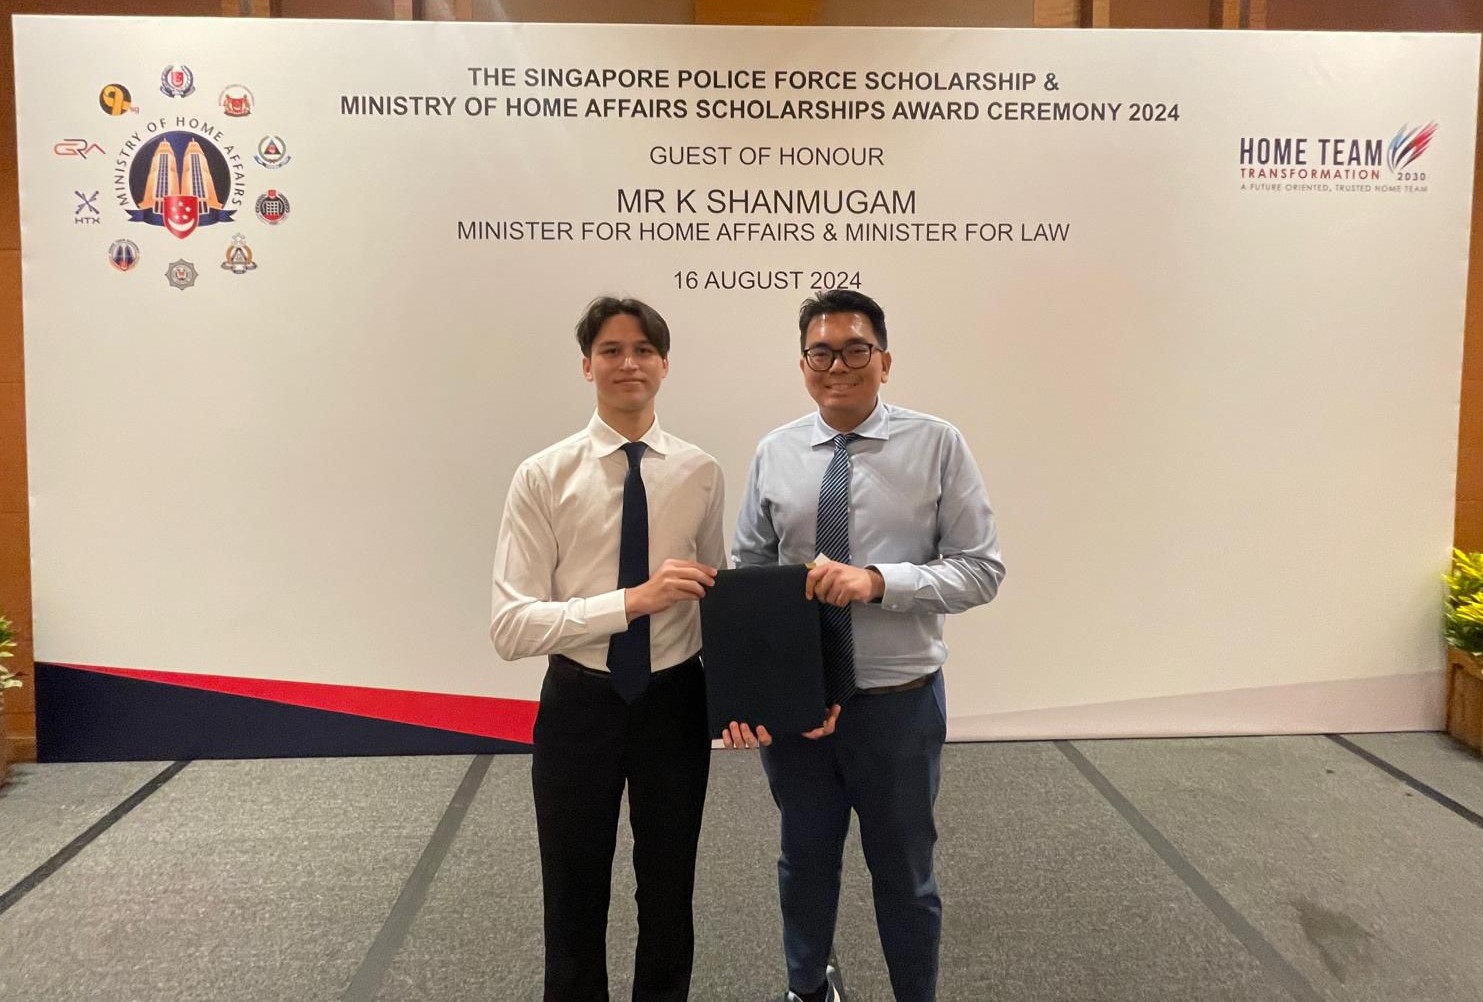 THE SINGAPORE POLICE FORCE SCHOLARSHIP &
MINISTRY OF HOME AFFAIRS SCHOLARSHIPS AWARD CEREMONY 2024
GUEST OF HONOUR
MR K SHANMUGAM
MINISTER FOR HOME AFFAIRS & MINISTER FOR LAW
16 AUGUST 2024
MINISTRY OF HOME AFFAIRS
HTX
HOME TEAM
TRANSFORMATION 2030
A FUTURE-ORIENTED, TRUSTED HOME TEAM